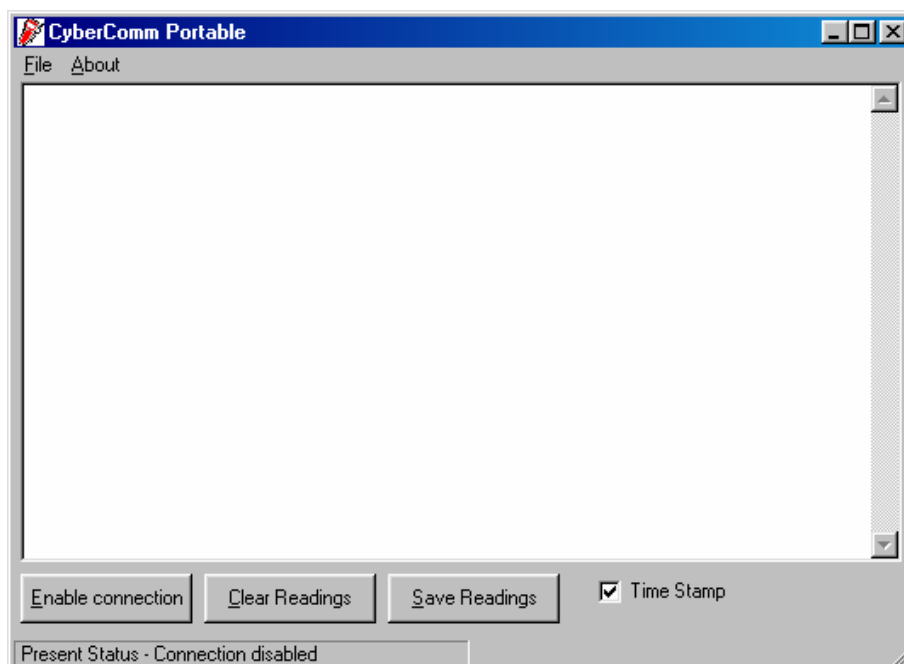 CyberComm Portable
File About
Enable connection Clear Readings Save Readings Time Stamp
Present Status - Connection disabled